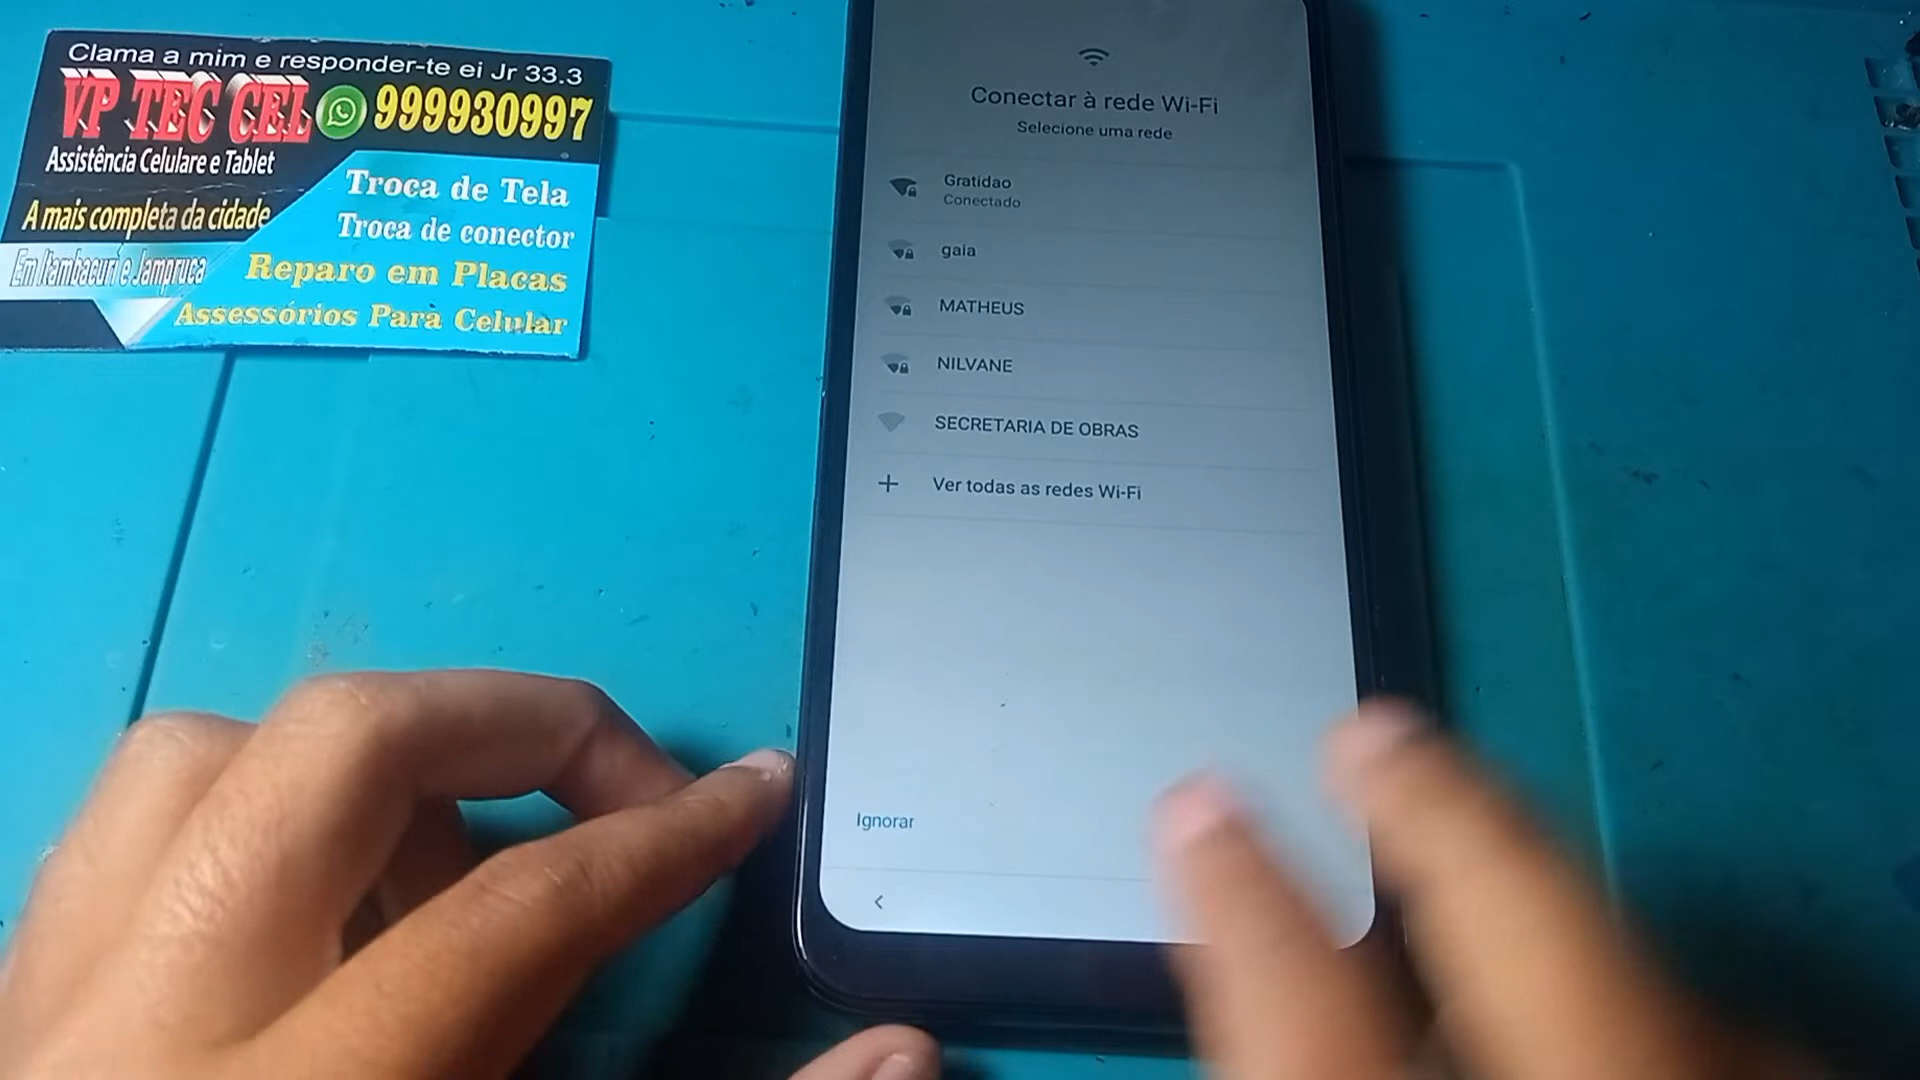 Clama a mim e responder-te ei Jr 33.3
VP TEC CEL 999930997
Assistência Celular e Tablet
A mais completa da cidade
Em Itambacuri e Jampruca
Troca de Tela
Troca de conector
Reparo em Placas
Assessórios Para Celular
Conectar à rede Wi-Fi
Selecione uma rede
Gratidao
Conectado
gaia
MATHEUS
NILVANE
SECRETARIA DE OBRAS
Ver todas as redes Wi-Fi
Ignorar